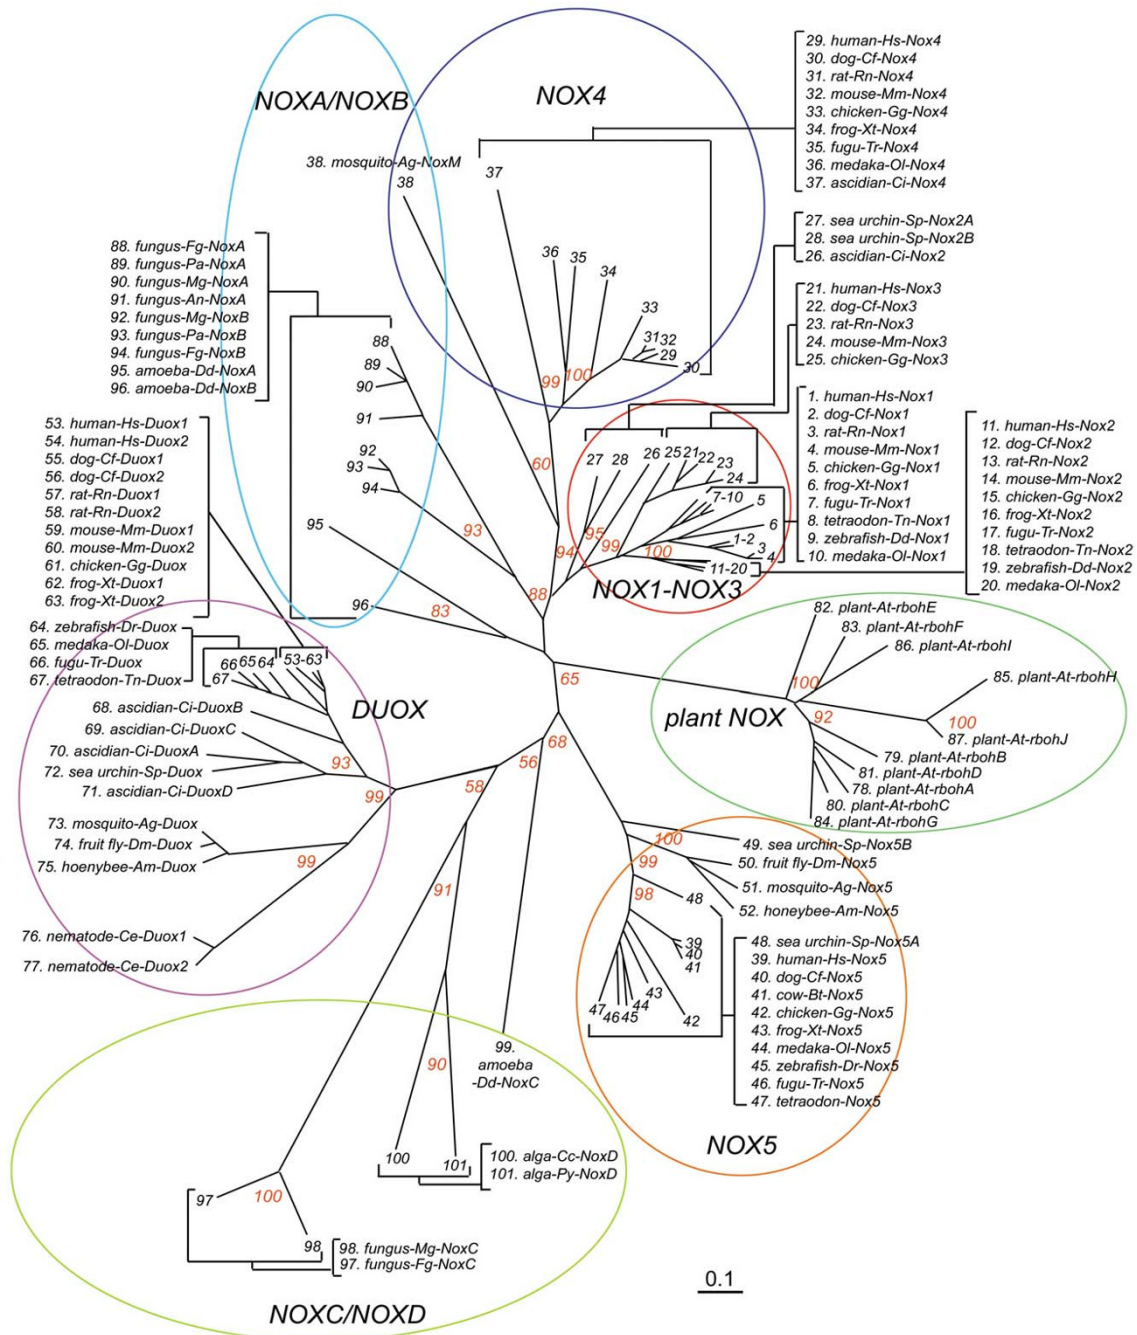 NOXA/NOXB
NOX4
38. mosquito-Ag-NoxM
38
37
36
35
34
33
31
32
29
30
99
100
60
29. human-Hs-Nox4
30. dog-Cf-Nox4
31. rat-Rn-Nox4
32. mouse-Mm-Nox4
33. chicken-Gg-Nox4
34. frog-Xt-Nox4
35. fugu-Tr-Nox4
36. medaka-Ol-Nox4
37. ascidian-Ci-Nox4
27. sea urchin-Sp-Nox2A
28. sea urchin-Sp-Nox2B
26. ascidian-Ci-Nox2
21. human-Hs-Nox3
22. dog-Cf-Nox3
23. rat-Rn-Nox3
24. mouse-Mm-Nox3
25. chicken-Gg-Nox3
1. human-Hs-Nox1
2. dog-Cf-Nox1
3. rat-Rn-Nox1
4. mouse-Mm-Nox1
5. chicken-Gg-Nox1
6. frog-Xt-Nox1
7. fugu-Tr-Nox1
8. tetraodon-Tn-Nox1
9. zebrafish-Dd-Nox1
10. medaka-Ol-Nox1
11. human-Hs-Nox2
12. dog-Cf-Nox2
13. rat-Rn-Nox2
14. mouse-Mm-Nox2
15. chicken-Gg-Nox2
16. frog-Xt-Nox2
17. fugu-Tr-Nox2
18. tetraodon-Tn-Nox2
19. zebrafish-Dd-Nox2
20. medaka-Ol-Nox2
88. fungus-Fg-NoxA
89. fungus-Pa-NoxA
90. fungus-Mg-NoxA
91. fungus-An-NoxA
92. fungus-Mg-NoxB
93. fungus-Pa-NoxB
94. fungus-Fg-NoxB
95. amoeba-Dd-NoxA
96. amoeba-Dd-NoxB
88
89
90
91
92
93
94
95
96
93
83
88
94
27
28
26
25
21
22
23
24
7-10
5
6
1-2
3
4
11-20
95
99
100
NOX1-NOX3
53. human-Hs-Duox1
54. human-Hs-Duox2
55. dog-Cf-Duox1
56. dog-Cf-Duox2
57. rat-Rn-Duox1
58. rat-Rn-Duox2
59. mouse-Mm-Duox1
60. mouse-Mm-Duox2
61. chicken-Gg-Duox
62. frog-Xt-Duox1
63. frog-Xt-Duox2
64. zebrafish-Dr-Duox
65. medaka-Ol-Duox
66. fugu-Tr-Duox
67. tetraodon-Tn-Duox
66
65
64
53-63
67
DUOX
68. ascidian-Ci-DuoxB
69. ascidian-Ci-DuoxC
70. ascidian-Ci-DuoxA
72. sea urchin-Sp-Duox
71. ascidian-Ci-DuoxD
73. mosquito-Ag-Duox
74. fruit fly-Dm-Duox
75. hoenybee-Am-Duox
76. nematode-Ce-Duox1
77. nematode-Ce-Duox2
93
99
99
65
68
56
58
82. plant-At-rbohE
83. plant-At-rbohF
86. plant-At-rbohI
85. plant-At-rbohH
100
plant NOX
92
100
87. plant-At-rbohJ
79. plant-At-rbohB
81. plant-At-rbohD
78. plant-At-rbohA
80. plant-At-rbohC
84. plant-At-rbohG
100
99
98
49. sea urchin-Sp-Nox5B
50. fruit fly-Dm-Nox5
51. mosquito-Ag-Nox5
52. honeybee-Am-Nox5
48
39
40
41
43
44
45
46
47
42
48. sea urchin-Sp-Nox5A
39. human-Hs-Nox5
40. dog-Cf-Nox5
41. cow-Bt-Nox5
42. chicken-Gg-Nox5
43. frog-Xt-Nox5
44. medaka-Ol-Nox5
45. zebrafish-Dr-Nox5
46. fugu-Tr-Nox5
47. tetraodon-Nox5
NOX5
91
90
99.
amoeba
-Dd-NoxC
100
101
100. alga-Cc-NoxD
101. alga-Py-NoxD
97
100
98
98. fungus-Mg-NoxC
97. fungus-Fg-NoxC
NOXC/NOXD
0.1